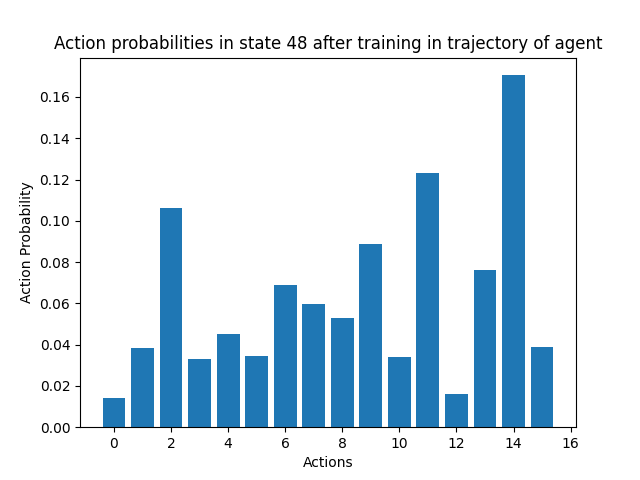 Action probabilities in state 48 after training in trajectory of agent
0.16
0.14
0.12
0.10
0.08
0.06
0.04
0.02
0.00
Action Probability
0 2 4 6 8 10 12 14 16
Actions